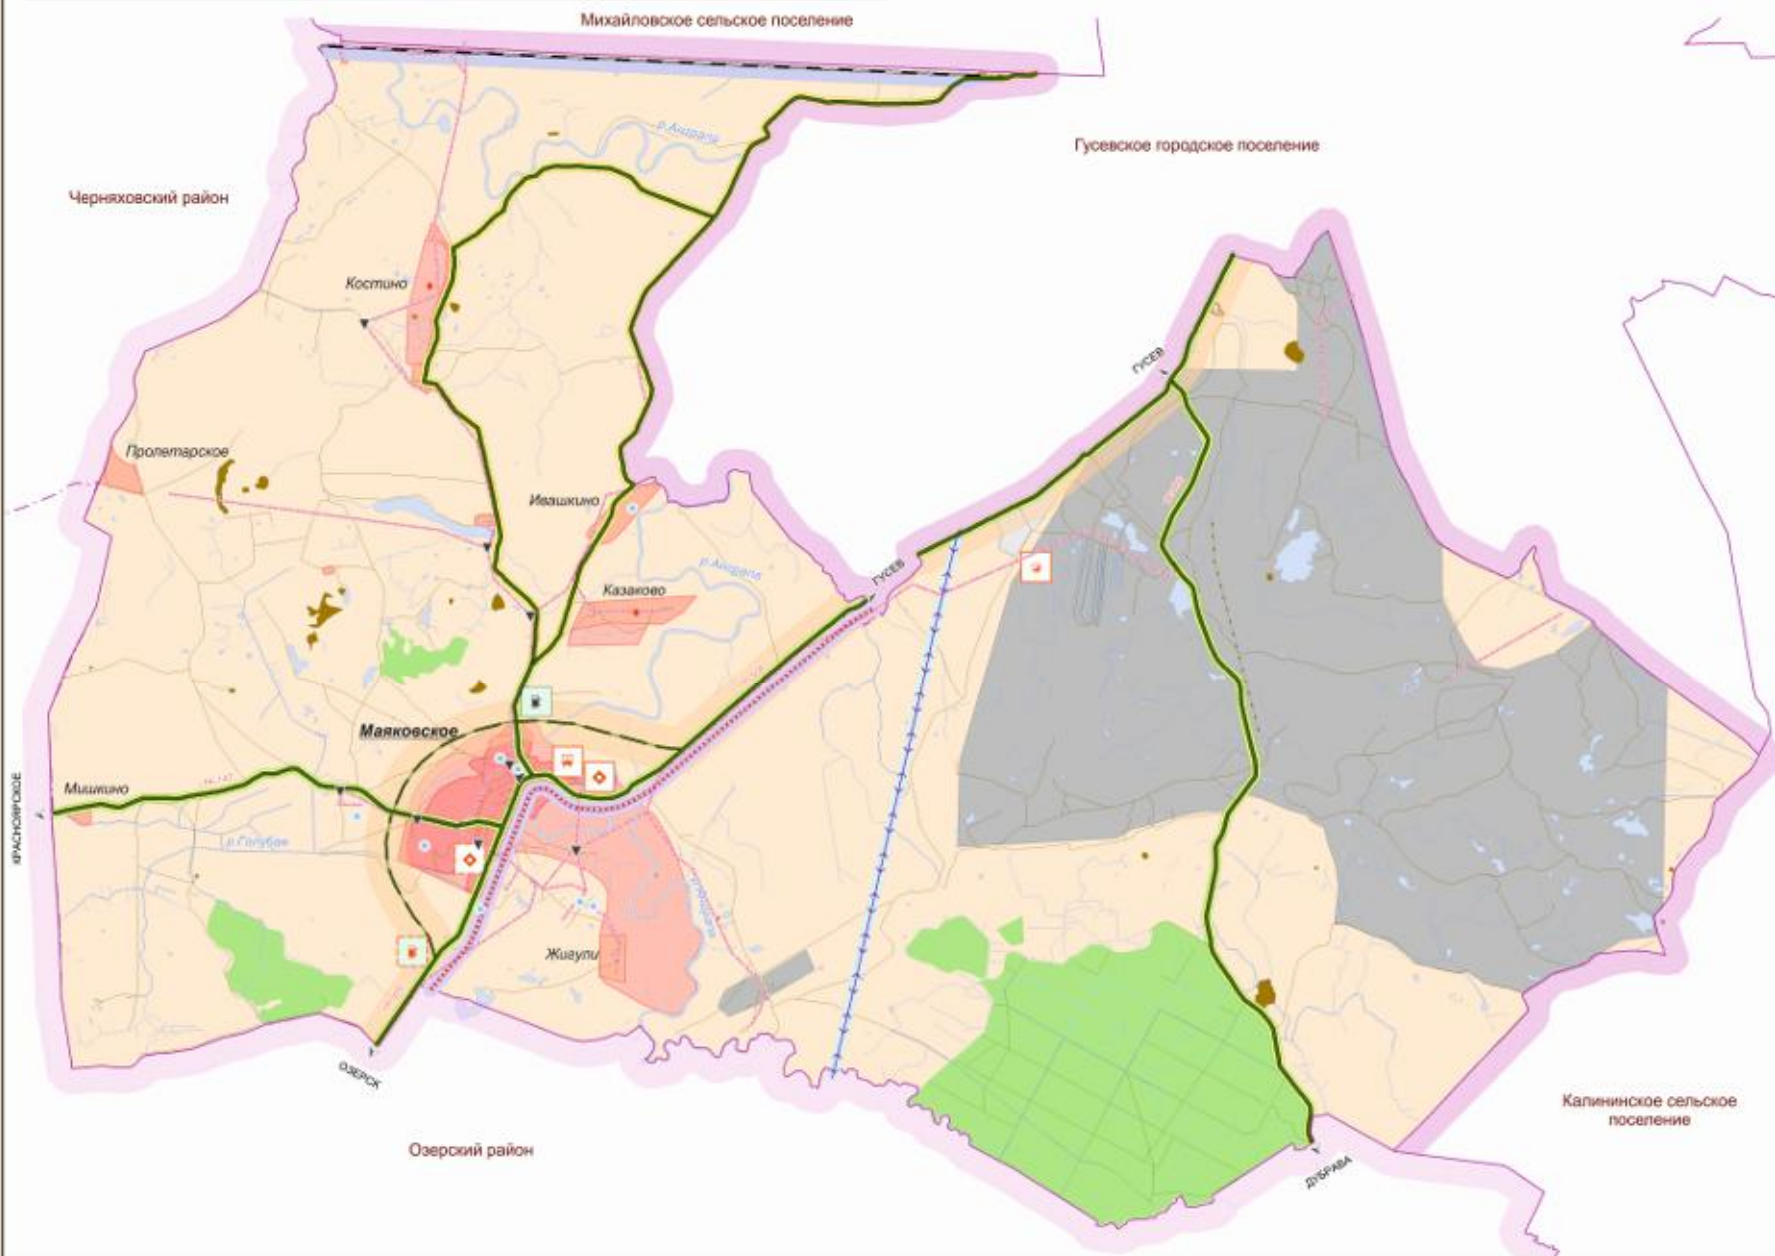 Михайловское сельское поселение
р.Анграпа
Гусевское городское поселение
Черняховский район
Костино
ГУСЕВ
Пролетарское
Ивашкино
р.Анграпа
ГУСЕВ
Казаково
Маяковское
КРАСНОЯРСКОЕ
Мишкино
р.Голубая
р.Анграпа
Жигули
ОЗЕРСК
Калининское сельское
поселение
Озерский район
ДУБРАВА